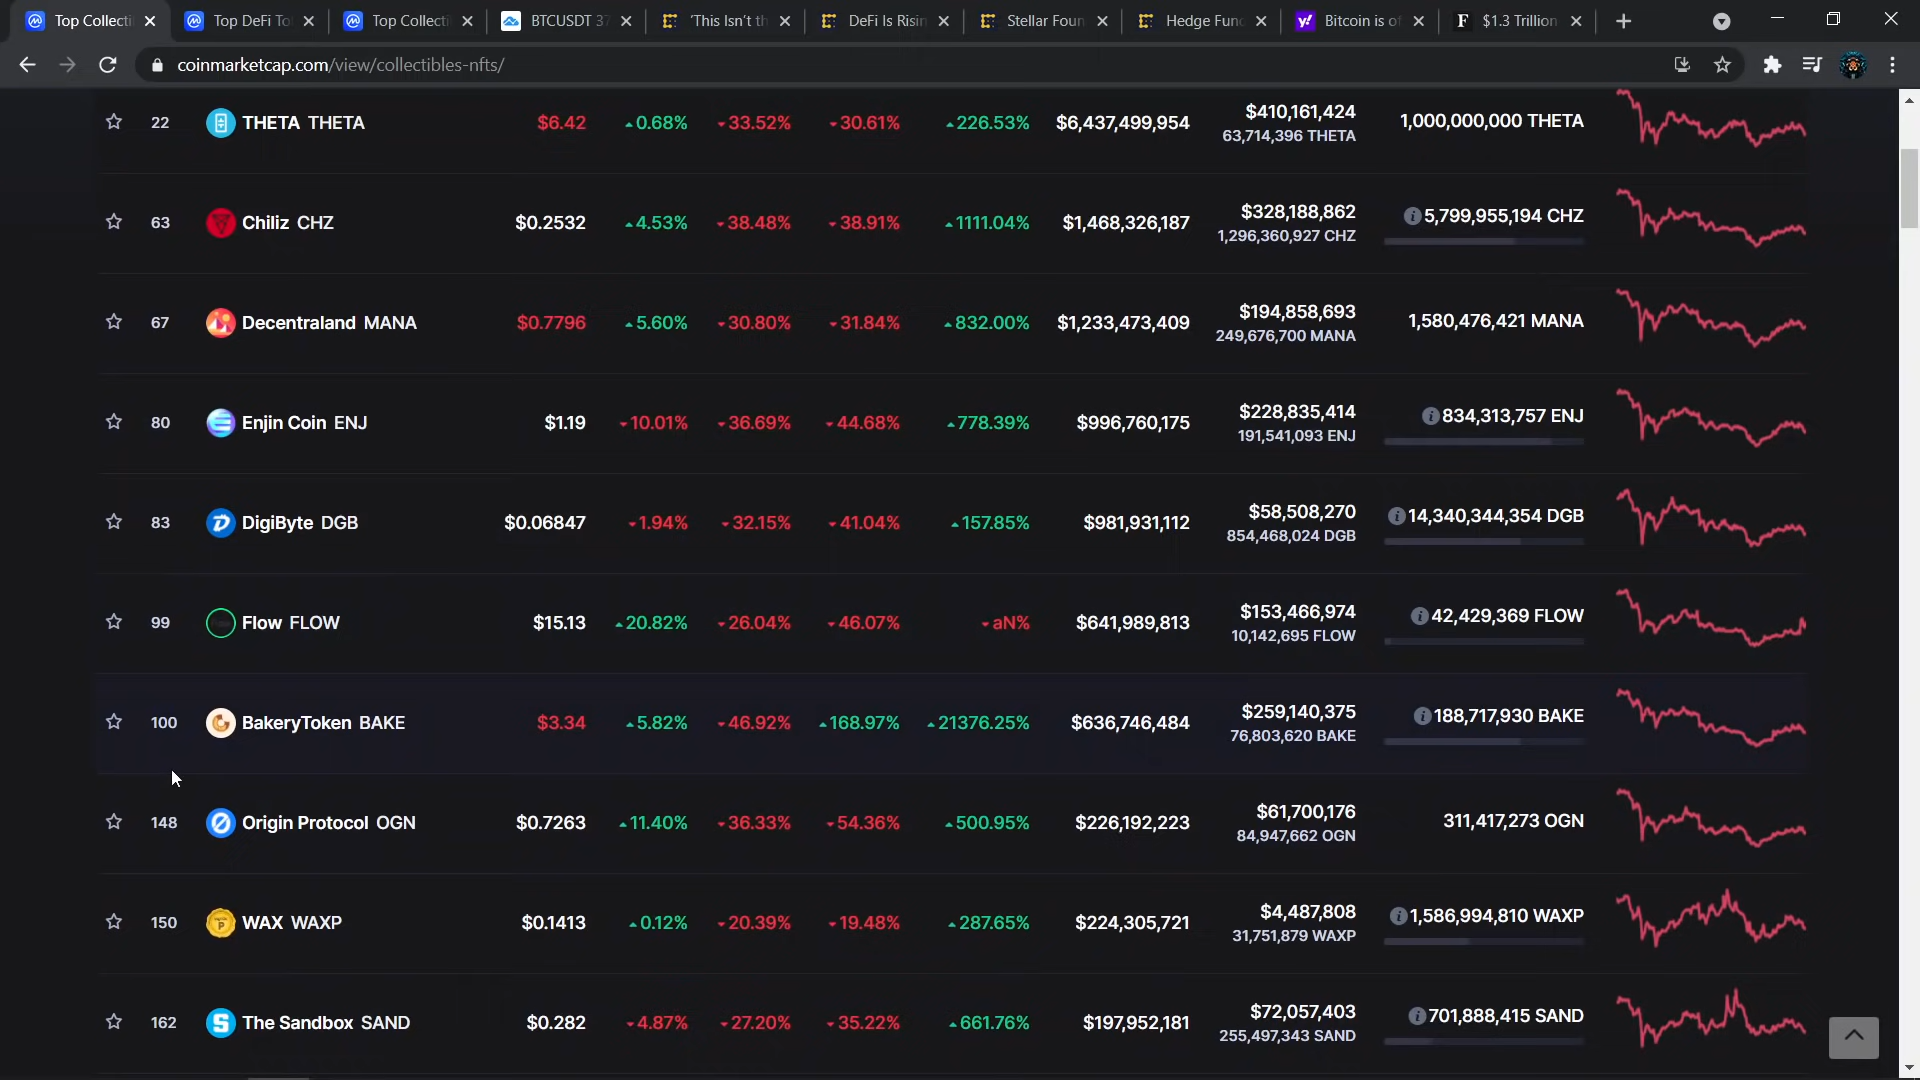 Top Collecti
Top DeFi To
Top Collecti
BTCUSDT 37
'This Isn't th
DeFi Is Risin
Stellar Foun
Hedge Fun
Bitcoin is of
$1.3 Trillion
coinmarketcap.com/view/collectibles-nfts/
22 THETA THETA $6.42 0.68% 33.52% 30.61% 226.53% $6,437,499,954 $410,161,424 1,000,000,000 THETA
63,714,396 THETA
63 Chiliz CHZ $0.2532 4.53% 38.48% 38.91% 1111.04% $1,468,326,187 $328,188,862 5,799,955,194 CHZ
1,296,360,927 CHZ
67 Decentraland MANA $0.7796 5.60% 30.80% 31.84% 832.00% $1,233,473,409 $194,858,693 1,580,476,421 MANA
249,676,700 MANA
80 Enjin Coin ENJ $1.19 10.01% 36.69% 44.68% 778.39% $996,760,175 $228,835,414 834,313,757 ENJ
191,541,093 ENJ
83 DigiByte DGB $0.06847 1.94% 32.15% 41.04% 157.85% $981,931,112 $58,508,270 14,340,344,354 DGB
854,468,024 DGB
99 Flow FLOW $15.13 20.82% 26.04% 46.07% aN% $641,989,813 $153,466,974 42,429,369 FLOW
10,142,695 FLOW
100 BakeryToken BAKE $3.34 5.82% 46.92% 168.97% 21376.25% $636,746,484 $259,140,375 188,717,930 BAKE
76,803,620 BAKE
148 Origin Protocol OGN $0.7263 11.40% 36.33% 54.36% 500.95% $226,192,223 $61,700,176 311,417,273 OGN
84,947,662 OGN
150 WAX WAXP $0.1413 0.12% 20.39% 19.48% 287.65% $224,305,721 $4,487,808 1,586,994,810 WAXP
31,751,879 WAXP
162 The Sandbox SAND $0.282 4.87% 27.20% 35.22% 661.76% $197,952,181 $72,057,403 701,888,415 SAND
255,497,343 SAND